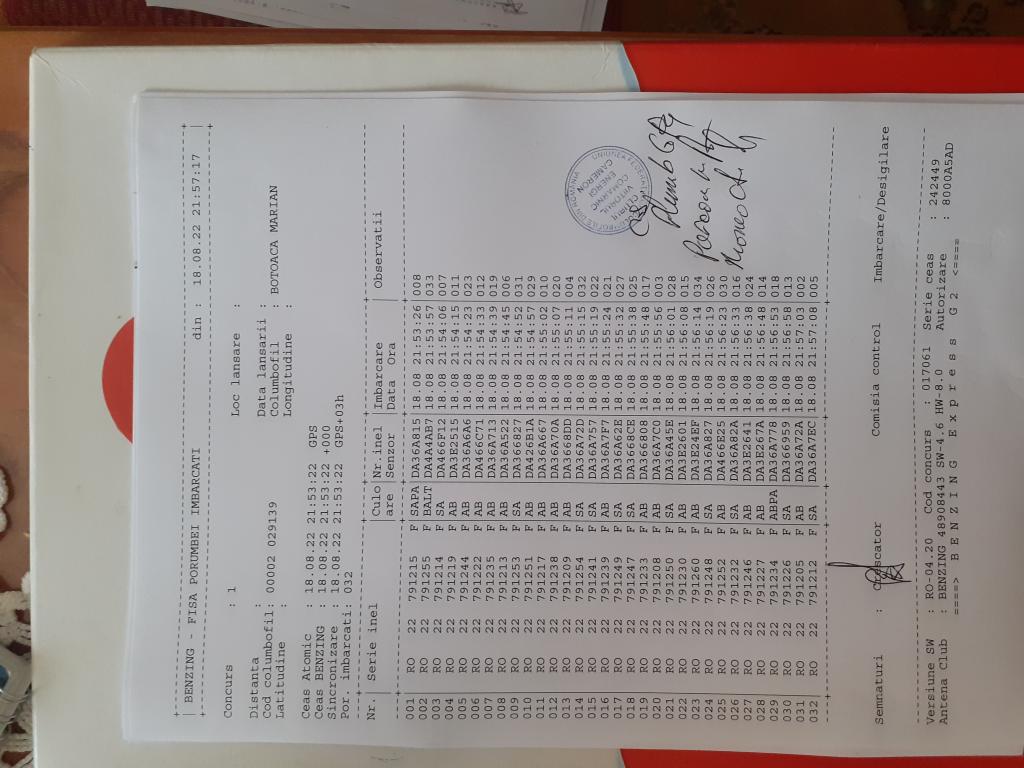 | BENZING - FISA PORUMBEI IMBARCATI din : 18.08.22 21:57:17 |
Concurs : 1 Loc lansare :
Distanta : Data lansarii :
Cod columbofil: 00002 029139 Columbofil : BOTOACA MARIAN
Latitudine : Longitudine :
Ceas Atomic : 18.08.22 21:53:22 GPS
Ceas BENZING : 18.08.22 21:53:22 +000
Sincronizare : 18.08.22 21:53:22 GPS+03h
Por. imbarcati: 032
Nr. | Serie inel |Culo|Nr.inel |Imbarcare | Observatii
|are |Senzor |Data Ora |
001| RO 22 791215 F SAPA DA36A815 18.08 21:53:26 008
002| RO 22 791255 F BALT DA4A4AB7 18.08 21:53:57 033
003| RO 22 791214 F SA DA466F12 18.08 21:54:06 007
004| RO 22 791219 F AB DA3E2515 18.08 21:54:15 011
005| RO 22 791244 F AB DA36A6A6 18.08 21:54:23 023
006| RO 22 791222 F AB DA466C71 18.08 21:54:33 012
007| RO 22 791235 F AB DA36A713 18.08 21:54:39 019
008| RO 22 791213 F AB DA36A522 18.08 21:54:45 006
009| RO 22 791253 F SA DA366827 18.08 21:54:52 031
010| RO 22 791251 F AB DA426B1A 18.08 21:54:57 029
011| RO 22 791217 F AB DA36A667 18.08 21:55:02 010
012| RO 22 791238 F AB DA36A70A 18.08 21:55:07 020
013| RO 22 791209 F AB DA3668DD 18.08 21:55:11 004
014| RO 22 791254 F SA DA36A72D 18.08 21:55:15 032
015| RO 22 791241 F SA DA36A757 18.08 21:55:19 022
016| RO 22 791239 F AB DA36A7F7 18.08 21:55:24 021
017| RO 22 791249 F SA DA36A62E 18.08 21:55:32 027
018| RO 22 791247 F SA DA3668CE 18.08 21:55:38 025
019| RO 22 791233 F AB DA366808 18.08 21:55:48 017
020| RO 22 791208 F AB DA36A7C0 18.08 21:55:56 003
021| RO 22 791250 F SA DA36A45E 18.08 21:56:01 028
022| RO 22 791230 F AB DA3E2601 18.08 21:56:08 015
023| RO 22 791260 F AB DA3E24EF 18.08 21:56:14 034
024| RO 22 791248 F SA DA36A827 18.08 21:56:19 026
025| RO 22 791252 F AB DA466E25 18.08 21:56:23 030
026| RO 22 791232 F SA DA36A82A 18.08 21:56:33 016
027| RO 22 791246 F AB DA3E2641 18.08 21:56:38 024
028| RO 22 791227 F AB DA3E267A 18.08 21:56:48 014
029| RO 22 791234 F ABPA DA36A778 18.08 21:56:53 018
030| RO 22 791226 F SA DA366959 18.08 21:56:58 013
031| RO 22 791205 F AB DA36A72A 18.08 21:57:03 002
032| RO 22 791212 F SA DA36A7EC 18.08 21:57:08 005
UNIUNEA
ROMANIA
VIITORUL
COMARNIC
ENERGI
CAMERON
Semnaturi : Crescator Comisia control Imbarcare/Desigilare
Versiune SW : RO-04.20 Cod concurs : 017061 Serie ceas : 242449
Antena Club : BENZING 48908443 SW-4.6 HW-8.0 Autorizare : 8000A5AD
====> B E N Z I N G E x p r e s s G 2 <====